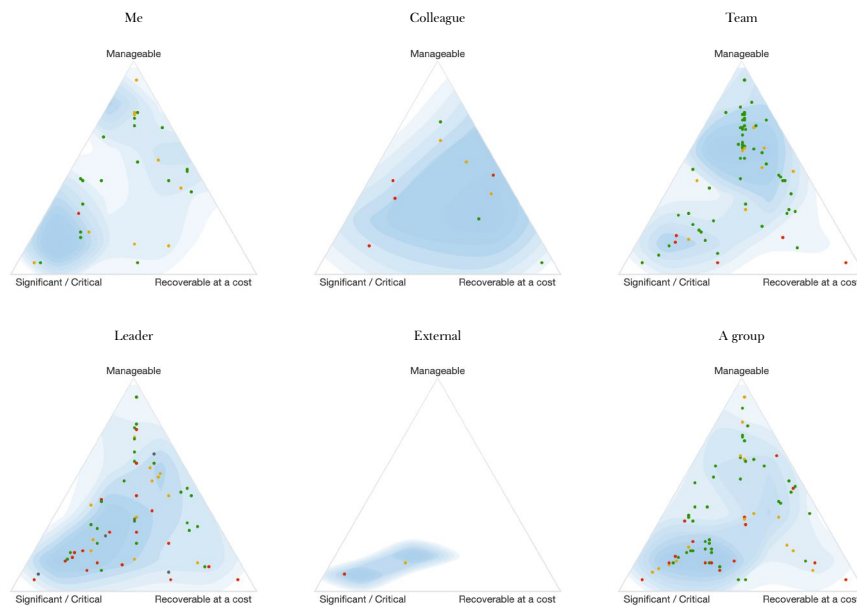 Me
Colleague
Team
Manageable
Manageable
Manageable
Significant / Critical
Recoverable at a cost
Significant / Critical
Recoverable at a cost
Significant / Critical
Recoverable at a cost
Leader
External
A group
Manageable
Manageable
Manageable
Significant / Critical
Recoverable at a cost
Significant / Critical
Recoverable at a cost
Significant / Critical
Recoverable at a cost